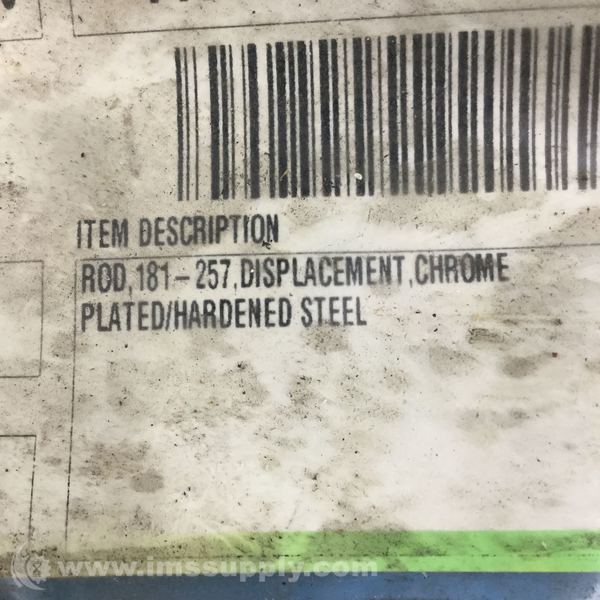 ITEM DESCRIPTION
ROD,181-257,DISPLACEMENT,CHROME
PLATED/HARDENED STEEL
www.imssupply.com